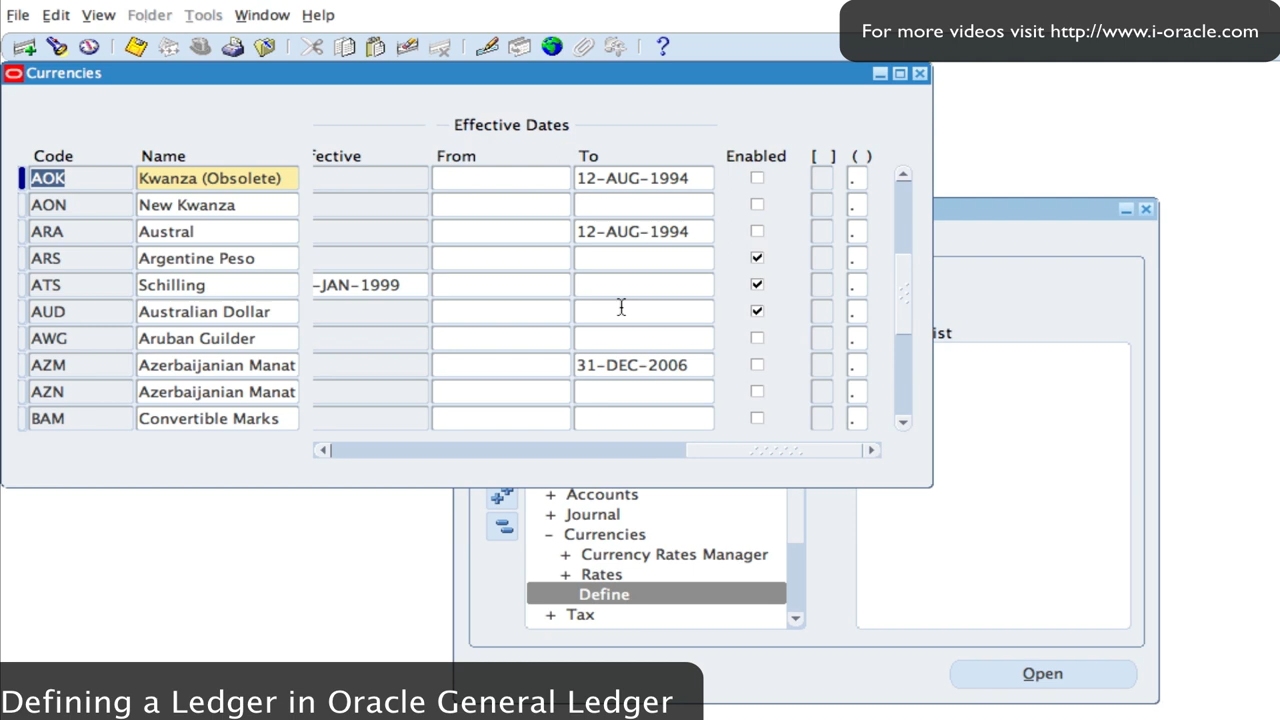 File Edit View Folder Tools Window Help
For more videos visit http://www.i-oracle.com
Currencies
Effective Dates
Code Name fective From To Enabled [ ] ( )
AOK Kwanza (Obsolete) 12-AUG-1994 .
AON New Kwanza .
ARA Austral 12-AUG-1994 .
ARS Argentine Peso .
ATS Schilling -JAN-1999 .
AUD Australian Dollar .
AWG Aruban Guilder .
ist
AZM Azerbaijanian Manat 31-DEC-2006 .
AZN Azerbaijanian Manat .
BAM Convertible Marks .
+ Accounts
+ Journal
- Currencies
+ Currency Rates Manager
+ Rates
Define
+ Tax
Open
Defining a Ledger in Oracle General Ledger